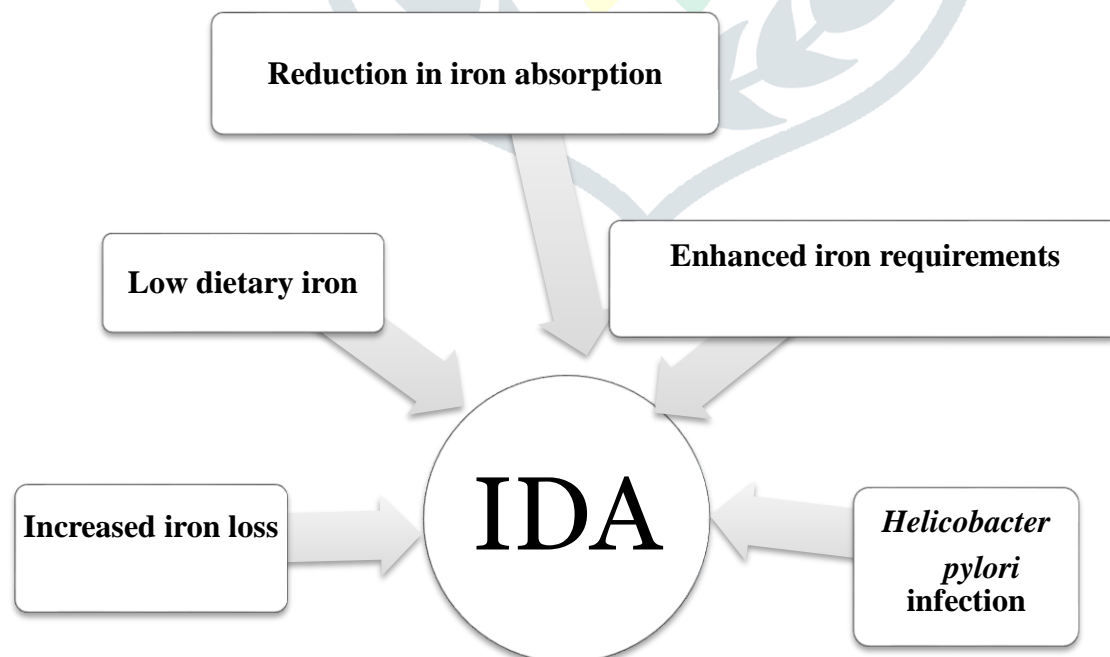 Reduction in iron absorption
Enhanced iron requirements
Low dietary iron
IDA
Increased iron loss
Helicobacter
pylori
infection